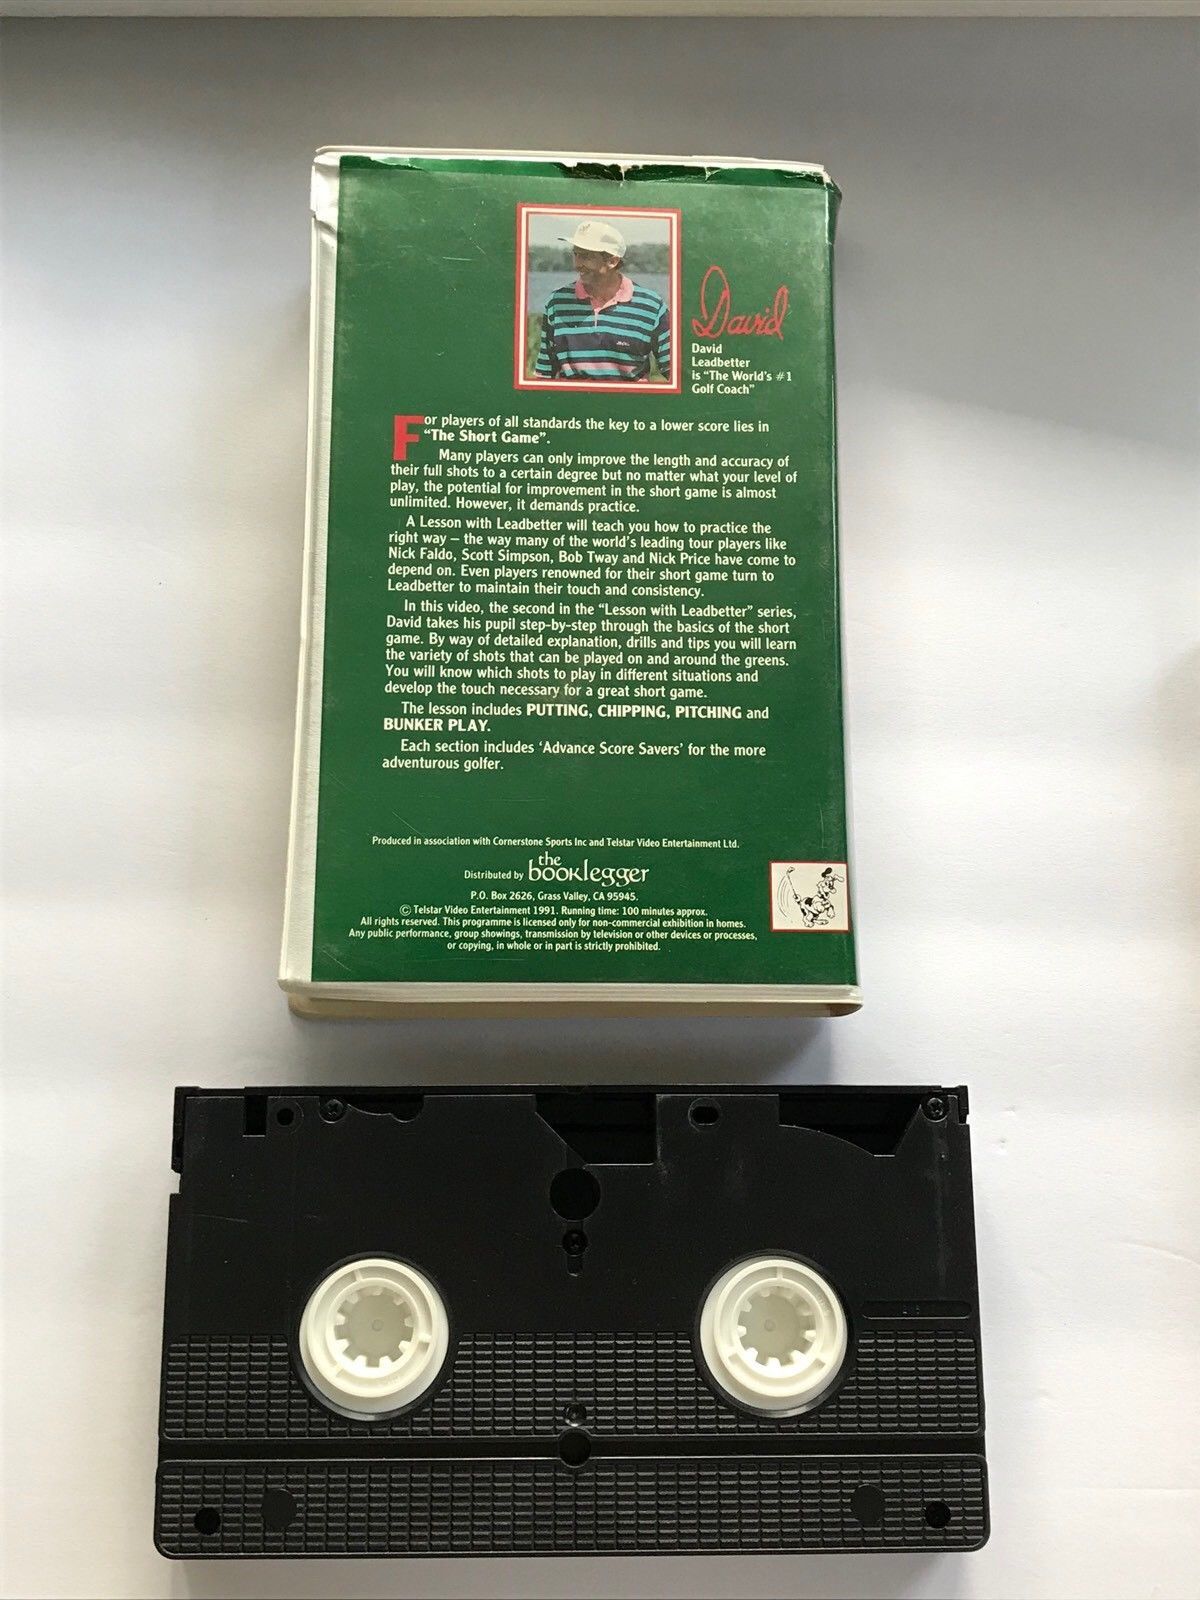 David
David
Leadbetter
is "The World's #1
Golf Coach"
For players of all standards the key to a lower score lies in
"The Short Game".
Many players can only improve the length and accuracy of
their full shots to a certain degree but no matter what your level of
play, the potential for improvement in the short game is almost
unlimited. However, it demands practice.
A Lesson with Leadbetter will teach you how to practice the
right way – the way many of the world's leading tour players like
Nick Faldo, Scott Simpson, Bob Tway and Nick Price have come to
depend on. Even players renowned for their short game turn to
Leadbetter to maintain their touch and consistency.
In this video, the second in the "Lesson with Leadbetter" series,
David takes his pupil step-by-step through the basics of the short
game. By way of detailed explanation, drills and tips you will learn
the variety of shots that can be played on and around the greens.
You will know which shots to play in different situations and
develop the touch necessary for a great short game.
The lesson includes PUTTING, CHIPPING, PITCHING and
BUNKER PLAY.
Each section includes 'Advance Score Savers' for the more
adventurous golfer.
Produced in association with Cornerstone Sports Inc and Telstar Video Entertainment Ltd.
Distributed by the booklegger
P.O. Box 2626, Grass Valley, CA 95945.
© Telstar Video Entertainment 1991. Running time: 100 minutes approx.
All rights reserved. This programme is licensed only for non-commercial exhibition in homes.
Any public performance, group showings, transmission by television or other devices or processes,
or copying, in whole or in part is strictly prohibited.